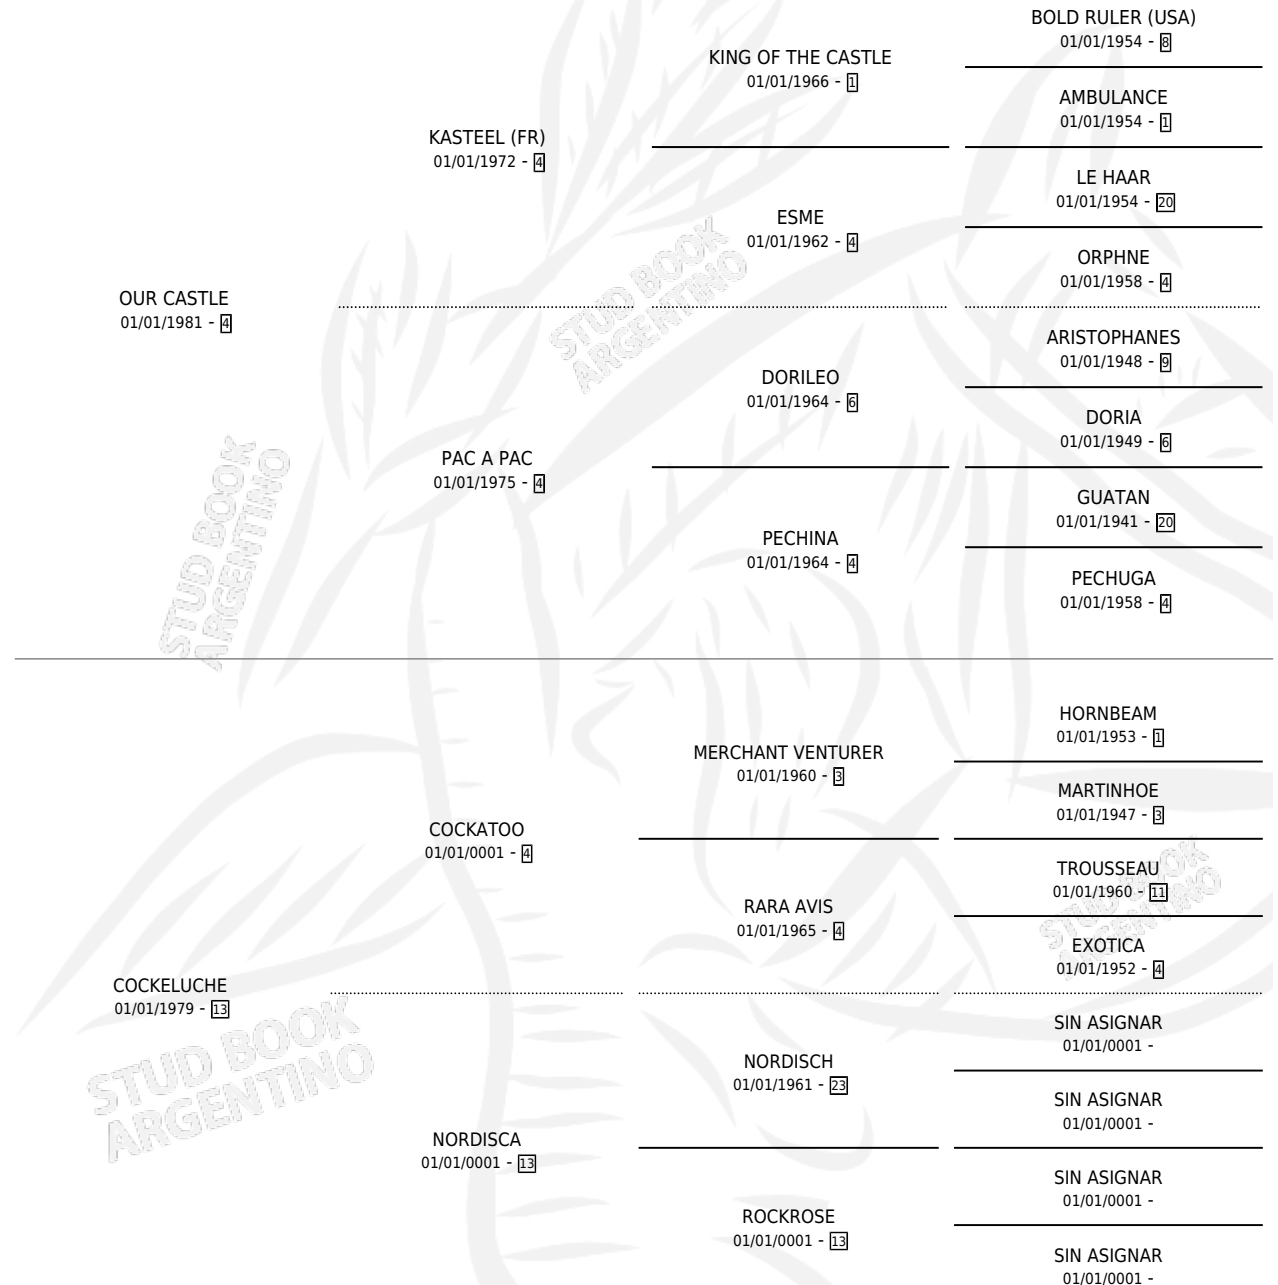 BOLD RULER (USA)
01/01/1954 - 8
KING OF THE CASTLE
01/01/1966 - 1
AMBULANCE
01/01/1954 - 1
KASTEEL (FR)
01/01/1972 - 4
LE HAAR
01/01/1954 - 20
ESME
01/01/1962 - 4
ORPHNE
01/01/1958 - 4
OUR CASTLE
01/01/1981 - 4
ARISTOPHANES
01/01/1948 - 9
DORILEO
01/01/1964 - 6
DORIA
01/01/1949 - 6
PAC A PAC
01/01/1975 - 4
GUATAN
01/01/1941 - 20
PECHINA
01/01/1964 - 4
PECHUGA
01/01/1958 - 4
HORNBEAM
01/01/1953 - 1
MERCHANT VENTURER
01/01/1960 - 3
MARTINHOE
01/01/1947 - 3
COCKATOO
01/01/0001 - 4
TROUSSEAU
01/01/1960 - 11
RARA AVIS
01/01/1965 - 4
EXOTICA
01/01/1952 - 4
COCKELUCHE
01/01/1979 - 13
SIN ASIGNAR
01/01/0001 -
NORDISCH
01/01/1961 - 23
SIN ASIGNAR
01/01/0001 -
NORDISCA
01/01/0001 - 13
SIN ASIGNAR
01/01/0001 -
ROCKROSE
01/01/0001 - 13
SIN ASIGNAR
01/01/0001 -
STUD BOOK
ARGENTINO
STUD BOOK
ARGENTINO
STUD BOOK
ARGENTINO
STUD BOOK
ARGENTINO